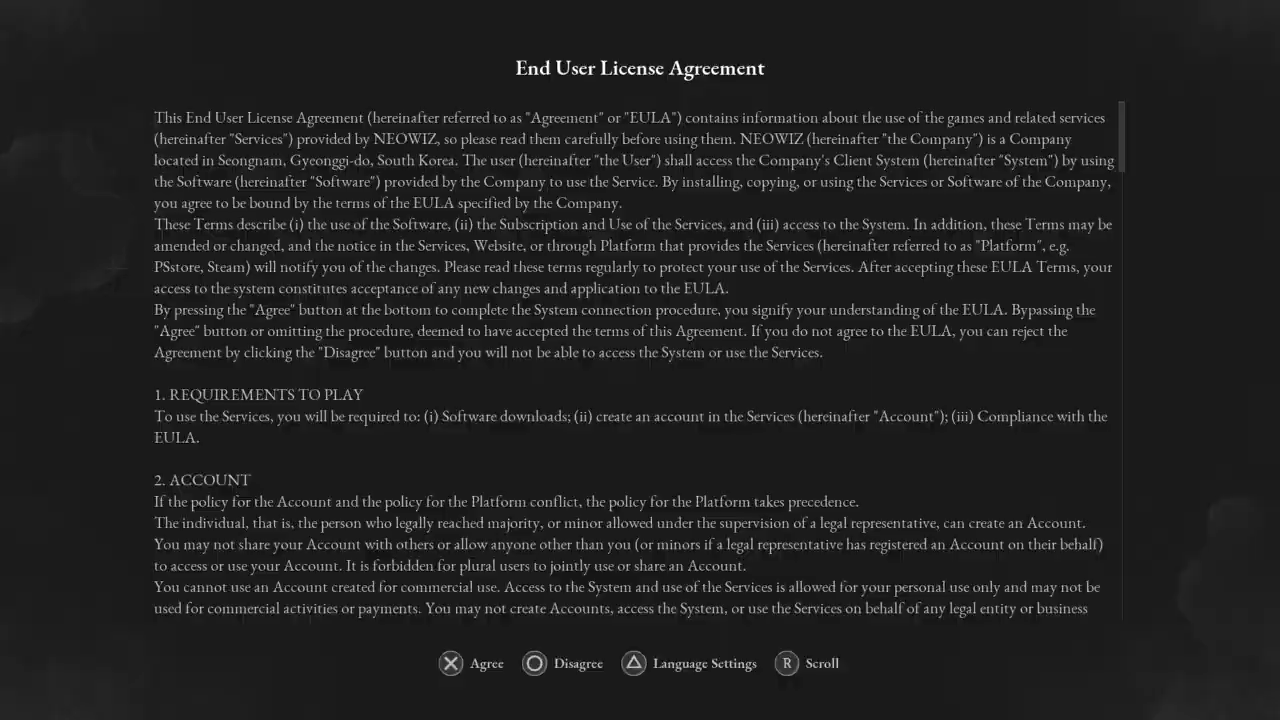 End User License Agreement
This End User License Agreement (hereinafter referred to as "Agreement" or "EULA") contains information about the use of the games and related services
(hereinafter "Services") provided by NEOWIZ, so please read them carefully before using them. NEOWIZ (hereinafter "the Company") is a Company
located in Seongnam, Gyeonggi-do, South Korea. The user (hereinafter "the User") shall access the Company's Client System (hereinafter "System") by using
the Software (hereinafter "Software") provided by the Company to use the Service. By installing, copying, or using the Services or Software of the Company,
you agree to be bound by the terms of the EULA specified by the Company.
These Terms describe (i) the use of the Software, (ii) the Subscription and Use of the Services, and (iii) access to the System. In addition, these Terms may be
amended or changed, and the notice in the Services, Website, or through Platform that provides the Services (hereinafter referred to as "Platform", e.g.
PSstore, Steam) will notify you of the changes. Please read these terms regularly to protect your use of the Services. After accepting these EULA Terms, your
access to the system constitutes acceptance of any new changes and application to the EULA.
By pressing the "Agree" button at the bottom to complete the System connection procedure, you signify your understanding of the EULA. Bypassing the
"Agree" button or omitting the procedure, deemed to have accepted the terms of this Agreement. If you do not agree to the EULA, you can reject the
Agreement by clicking the "Disagree" button and you will not be able to access the System or use the Services.
1. REQUIREMENTS TO PLAY
To use the Services, you will be required to: (i) Software downloads; (ii) create an account in the Services (hereinafter "Account"); (iii) Compliance with the
EULA.
2. ACCOUNT
If the policy for the Account and the policy for the Platform conflict, the policy for the Platform takes precedence.
The individual, that is, the person who legally reached majority, or minor allowed under the supervision of a legal representative, can create an Account.
You may not share your Account with others or allow anyone other than you (or minors if a legal representative has registered an Account on their behalf)
to access or use your Account. It is forbidden for plural users to jointly use or share an Account.
You cannot use an Account created for commercial use. Access to the System and use of the Services is allowed for your personal use only and may not be
used for commercial activities or payments. You may not create Accounts, access the System, or use the Services on behalf of any legal entity or business
Agree Disagree Language Settings R Scroll